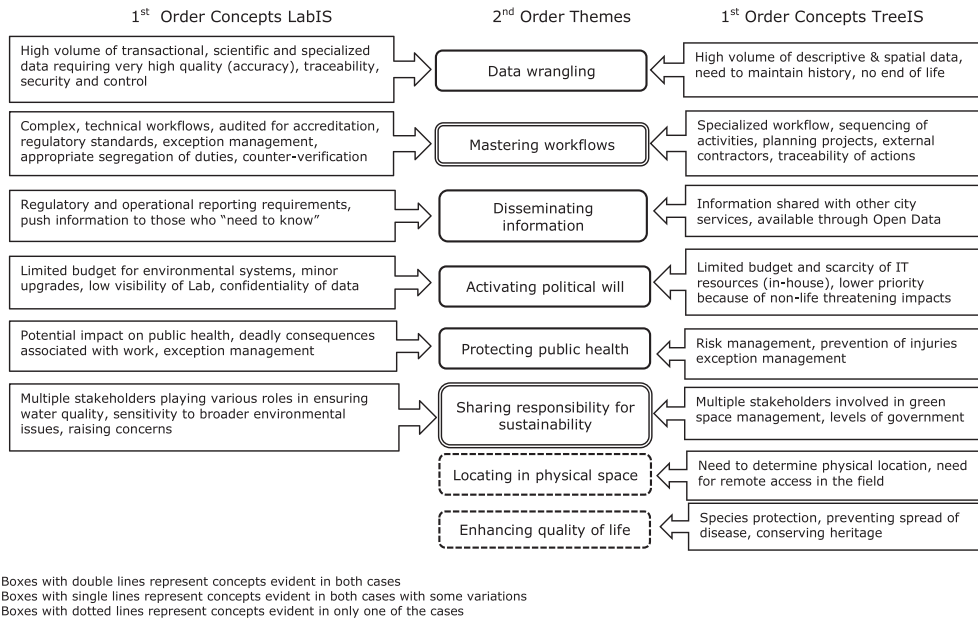 1st Order Concepts LabIS
2nd Order Themes
1st Order Concepts TreeIS
High volume of transactional, scientific and specialized
data requiring very high quality (accuracy), traceability,
security and control
Data wrangling
High volume of descriptive & spatial data,
need to maintain history, no end of life
Complex, technical workflows, audited for accreditation,
regulatory standards, exception management,
appropriate segregation of duties, counter-verification
Mastering workflows
Specialized workflow, sequencing of
activities, planning projects, external
contractors, traceability of actions
Regulatory and operational reporting requirements,
push information to those who “need to know”
Disseminating
information
Information shared with other city
services, available through Open Data
Limited budget for environmental systems, minor
upgrades, low visibility of Lab, confidentiality of data
Activating political will
Limited budget and scarcity of IT
resources (in-house), lower priority
because of non-life threatening impacts
Potential impact on public health, deadly consequences
associated with work, exception management
Protecting public health
Risk management, prevention of injuries
exception management
Multiple stakeholders playing various roles in ensuring
water quality, sensitivity to broader environmental
issues, raising concerns
Sharing responsibility for
sustainability
Multiple stakeholders involved in green
space management, levels of government
Locating in physical space
Need to determine physical location, need
for remote access in the field
Enhancing quality of life
Species protection, preventing spread of
disease, conserving heritage
Boxes with double lines represent concepts evident in both cases
Boxes with single lines represent concepts evident in both cases with some variations
Boxes with dotted lines represent concepts evident in only one of the cases